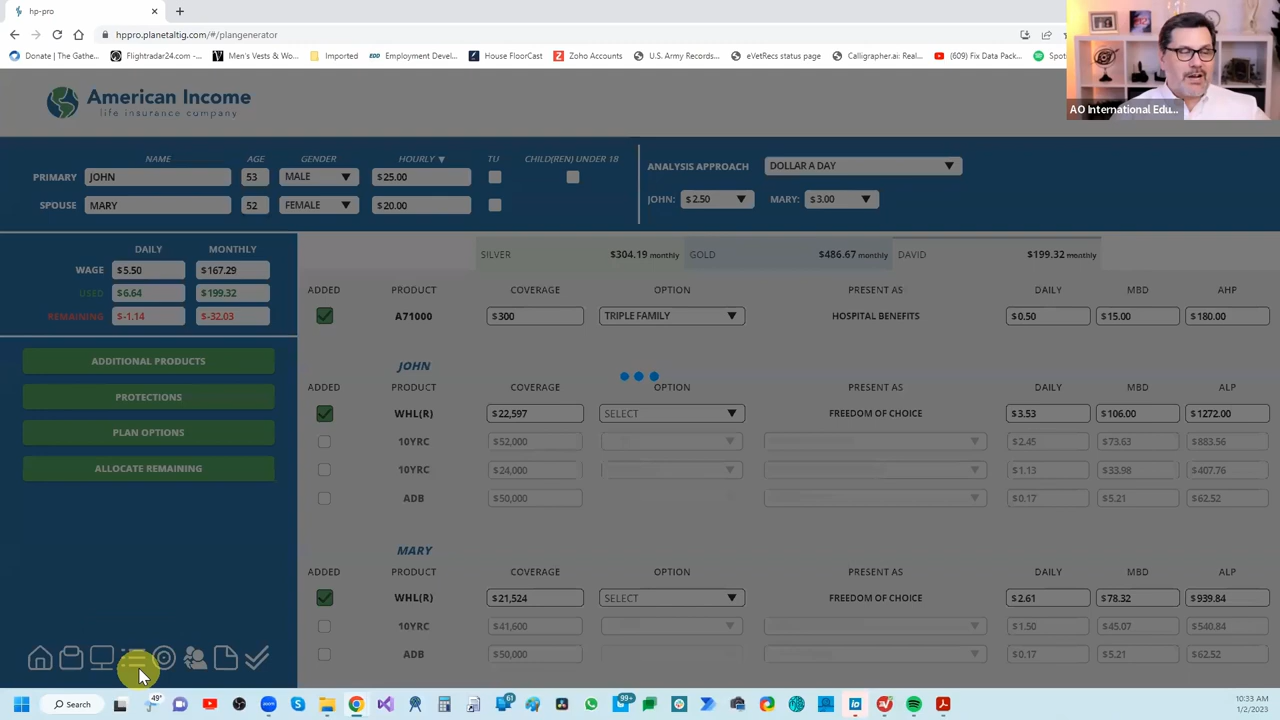 hp-pro
hppro.planetaltig.com/#/plangenerator
Donate | The Gathe... Flightradar24.com -... Men's Vests & Wo... Imported EDD Employment Devel... House FloorCast Zoho Accounts U.S. Army Records... eVetRecs status page Calligrapher.ai: Real... (609) Fix Data Pack... Spot
AO International Edu...
American Income
life insurance company
NAME AGE GENDER HOURLY ▼ TU CHILD(REN) UNDER 18
PRIMARY JOHN 53 MALE $25.00
SPOUSE MARY 52 FEMALE $20.00
ANALYSIS APPROACH DOLLAR A DAY
JOHN: $2.50 MARY: $3.00
DAILY MONTHLY
WAGE $5.50 $167.29
USED $6.64 $199.32
REMAINING $-1.14 $-32.03
ADDITIONAL PRODUCTS
PROTECTIONS
PLAN OPTIONS
ALLOCATE REMAINING
SILVER $304.19 monthly GOLD $486.67 monthly DAVID $199.32 monthly
ADDED PRODUCT COVERAGE OPTION PRESENT AS DAILY MBD AHP
A71000 $300 TRIPLE FAMILY HOSPITAL BENEFITS $0.50 $15.00 $180.00
JOHN
ADDED PRODUCT COVERAGE OPTION PRESENT AS DAILY MBD ALP
WHL(R) $22,597 SELECT FREEDOM OF CHOICE $3.53 $106.00 $1272.00
10YRC $52,000 $2.45 $73.63 $883.56
10YRC $24,000 $1.13 $33.98 $407.76
ADB $50,000 $0.17 $5.21 $62.52
MARY
ADDED PRODUCT COVERAGE OPTION PRESENT AS DAILY MBD ALP
WHL(R) $21,524 SELECT FREEDOM OF CHOICE $2.61 $78.32 $939.84
10YRC $41,600 $1.50 $45.07 $540.84
ADB $50,000 $0.17 $5.21 $62.52
Search 49° 61 99+ Io
10:33 AM
1/2/2023